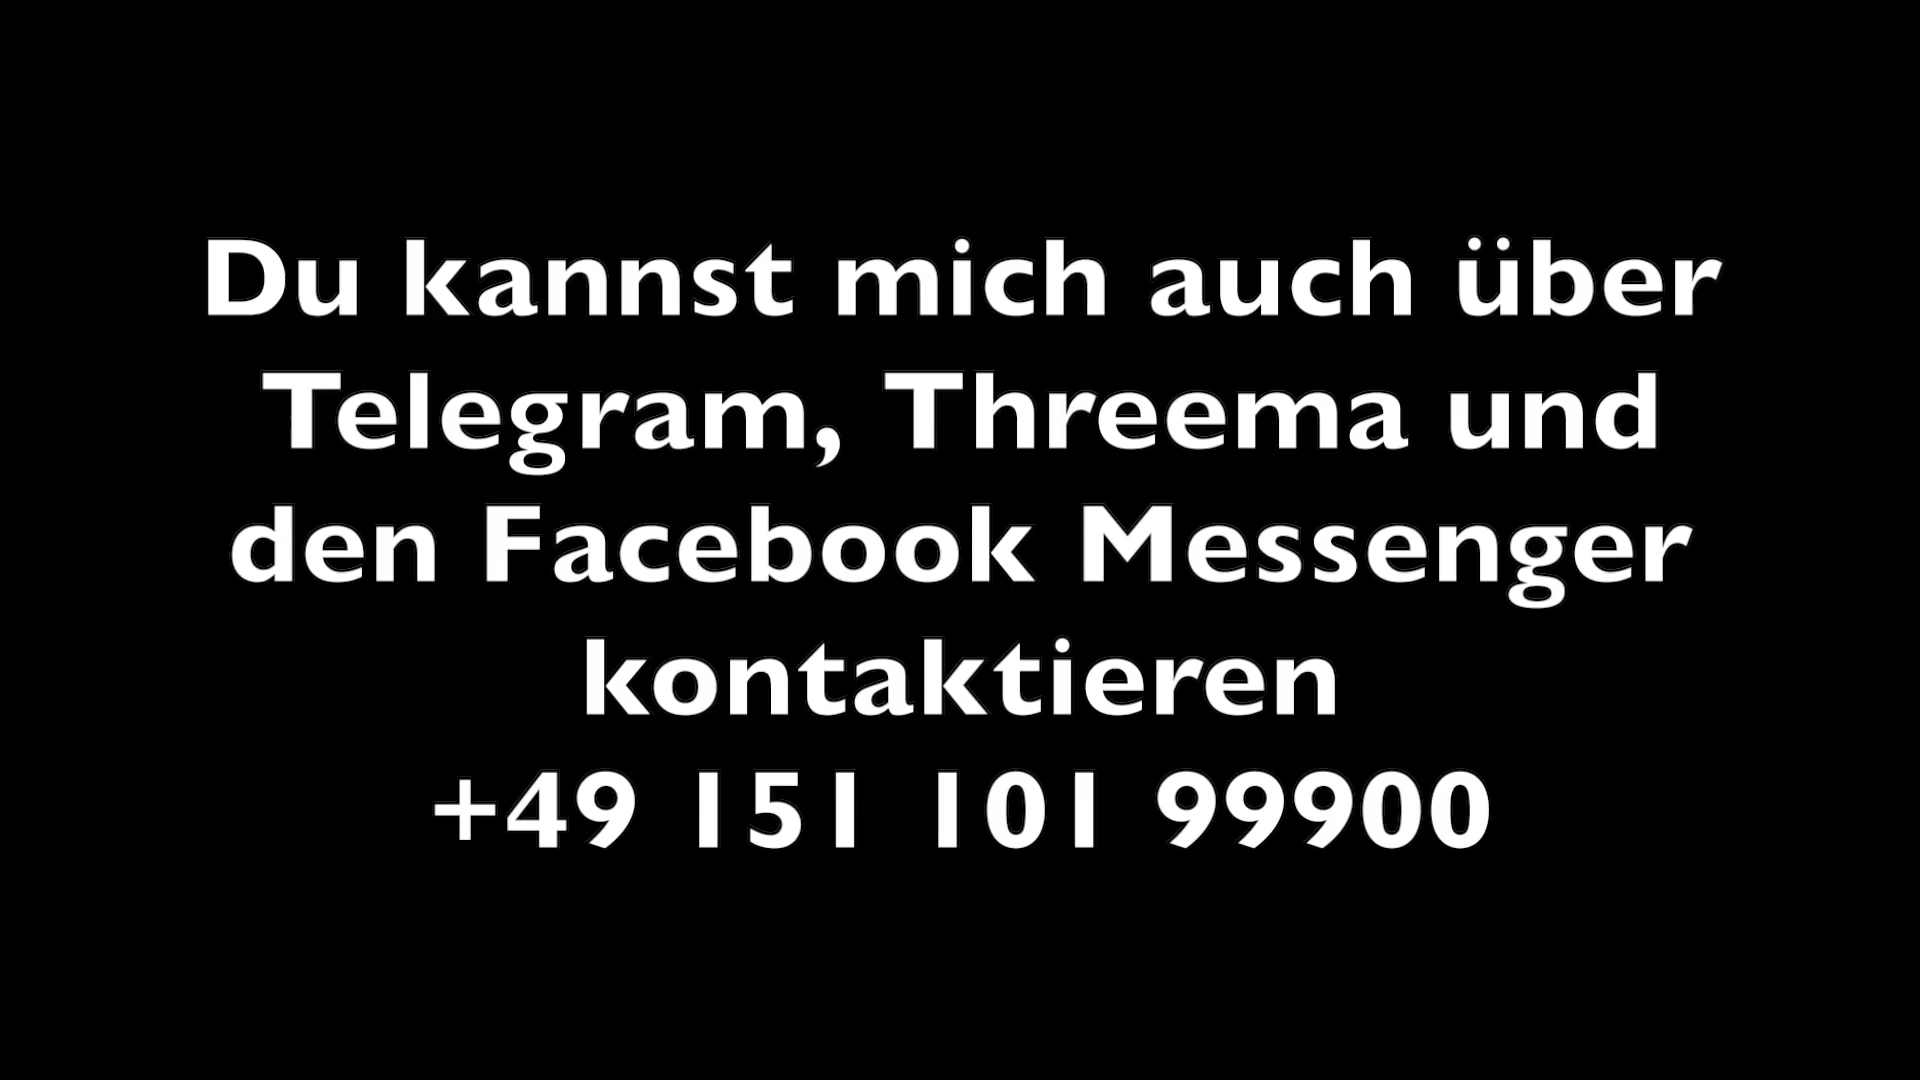 Du kannst mich auch über
Telegram, Threema und
den Facebook Messenger
kontaktieren
+49 151 101 99900